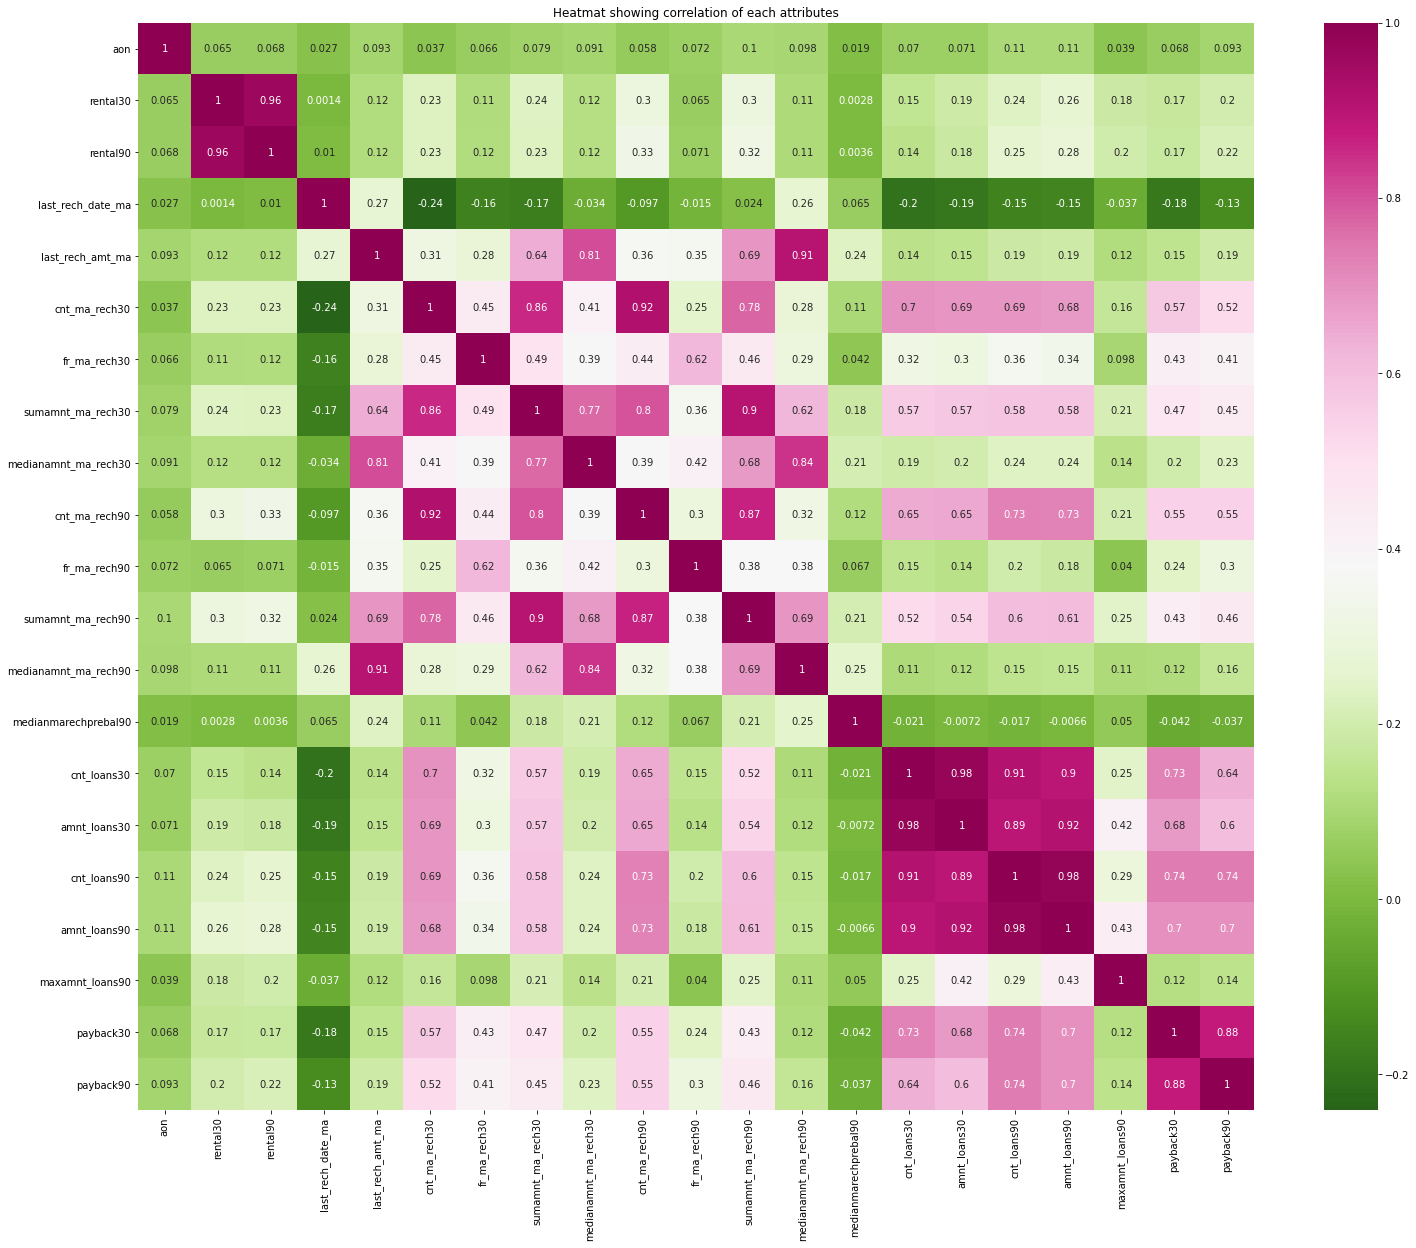 Heatmat showing correlation of each attributes
aon 1 0.065 0.068 0.027 0.093 0.037 0.066 0.079 0.091 0.058 0.072 0.1 0.098 0.019 0.07 0.071 0.11 0.11 0.039 0.068 0.093
rental30 0.065 1 0.96 0.0014 0.12 0.23 0.11 0.24 0.12 0.3 0.065 0.3 0.11 0.0028 0.15 0.19 0.24 0.26 0.18 0.17 0.2
rental90 0.068 0.96 1 0.01 0.12 0.23 0.12 0.23 0.12 0.33 0.071 0.32 0.11 0.0036 0.14 0.18 0.25 0.28 0.2 0.17 0.22
last_rech_date_ma 0.027 0.0014 0.01 1 0.27 -0.24 -0.16 -0.17 -0.034 -0.097 -0.015 0.024 0.26 0.065 -0.2 -0.19 -0.15 -0.15 -0.037 -0.18 -0.13
last_rech_amt_ma 0.093 0.12 0.12 0.27 1 0.31 0.28 0.64 0.81 0.36 0.35 0.69 0.91 0.24 0.14 0.15 0.19 0.19 0.12 0.15 0.19
cnt_ma_rech30 0.037 0.23 0.23 -0.24 0.31 1 0.45 0.86 0.41 0.92 0.25 0.78 0.28 0.11 0.7 0.69 0.69 0.68 0.16 0.57 0.52
fr_ma_rech30 0.066 0.11 0.12 -0.16 0.28 0.45 1 0.49 0.39 0.44 0.62 0.46 0.29 0.042 0.32 0.3 0.36 0.34 0.098 0.43 0.41
sumamnt_ma_rech30 0.079 0.24 0.23 -0.17 0.64 0.86 0.49 1 0.77 0.8 0.36 0.9 0.62 0.18 0.57 0.57 0.58 0.58 0.21 0.47 0.45
medianamnt_ma_rech30 0.091 0.12 0.12 -0.034 0.81 0.41 0.39 0.77 1 0.39 0.42 0.68 0.84 0.21 0.19 0.2 0.24 0.24 0.14 0.2 0.23
cnt_ma_rech90 0.058 0.3 0.33 -0.097 0.36 0.92 0.44 0.8 0.39 1 0.3 0.87 0.32 0.12 0.65 0.65 0.73 0.73 0.21 0.55 0.55
fr_ma_rech90 0.072 0.065 0.071 -0.015 0.35 0.25 0.62 0.36 0.42 0.3 1 0.38 0.38 0.067 0.15 0.14 0.2 0.18 0.04 0.24 0.3
sumamnt_ma_rech90 0.1 0.3 0.32 0.024 0.69 0.78 0.46 0.9 0.68 0.87 0.38 1 0.69 0.21 0.52 0.54 0.6 0.61 0.25 0.43 0.46
medianamnt_ma_rech90 0.098 0.11 0.11 0.26 0.91 0.28 0.29 0.62 0.84 0.32 0.38 0.69 1 0.25 0.11 0.12 0.15 0.15 0.11 0.12 0.16
medianmarechprebal90 0.019 0.0028 0.0036 0.065 0.24 0.11 0.042 0.18 0.21 0.12 0.067 0.21 0.25 1 -0.021 -0.0072 -0.017 -0.0066 0.05 -0.042 -0.037
cnt_loans30 0.07 0.15 0.14 -0.2 0.14 0.7 0.32 0.57 0.19 0.65 0.15 0.52 0.11 -0.021 1 0.98 0.91 0.9 0.25 0.73 0.64
amnt_loans30 0.071 0.19 0.18 -0.19 0.15 0.69 0.3 0.57 0.2 0.65 0.14 0.54 0.12 -0.0072 0.98 1 0.89 0.92 0.42 0.68 0.6
cnt_loans90 0.11 0.24 0.25 -0.15 0.19 0.69 0.36 0.58 0.24 0.73 0.2 0.6 0.15 -0.017 0.91 0.89 1 0.98 0.29 0.74 0.74
amnt_loans90 0.11 0.26 0.28 -0.15 0.19 0.68 0.34 0.58 0.24 0.73 0.18 0.61 0.15 -0.0066 0.9 0.92 0.98 1 0.43 0.7 0.7
maxamnt_loans90 0.039 0.18 0.2 -0.037 0.12 0.16 0.098 0.21 0.14 0.21 0.04 0.25 0.11 0.05 0.25 0.42 0.29 0.43 1 0.12 0.14
payback30 0.068 0.17 0.17 -0.18 0.15 0.57 0.43 0.47 0.2 0.55 0.24 0.43 0.12 -0.042 0.73 0.68 0.74 0.7 0.12 1 0.88
payback90 0.093 0.2 0.22 -0.13 0.19 0.52 0.41 0.45 0.23 0.55 0.3 0.46 0.16 -0.037 0.64 0.6 0.74 0.7 0.14 0.88 1
aon
rental30
rental90
last_rech_date_ma
last_rech_amt_ma
cnt_ma_rech30
fr_ma_rech30
sumamnt_ma_rech30
medianamnt_ma_rech30
cnt_ma_rech90
fr_ma_rech90
sumamnt_ma_rech90
medianamnt_ma_rech90
medianmarechprebal90
cnt_loans30
amnt_loans30
cnt_loans90
amnt_loans90
maxamnt_loans90
payback30
payback90
1.0
0.8
0.6
0.4
0.2
0.0
−0.2